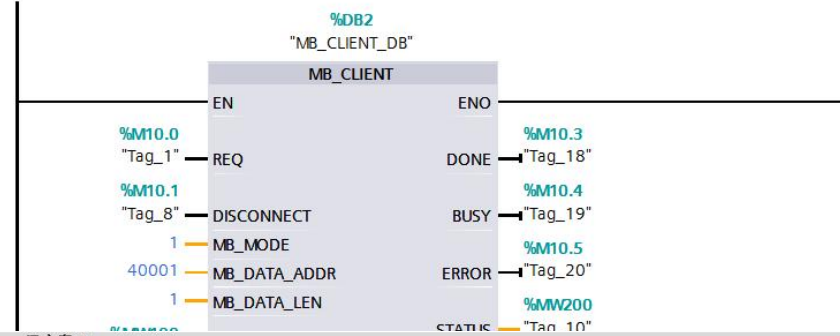 %DB2
"MB_CLIENT_DB"
MB_CLIENT
EN ENO
%M10.0 %M10.3
"Tag_1" REQ DONE "Tag_18"
%M10.1 %M10.4
"Tag_8" DISCONNECT BUSY "Tag_19"
1 MB_MODE
%M10.5
40001 MB_DATA_ADDR ERROR "Tag_20"
1 MB_DATA_LEN
%MW200
STATUS "Tag_10"